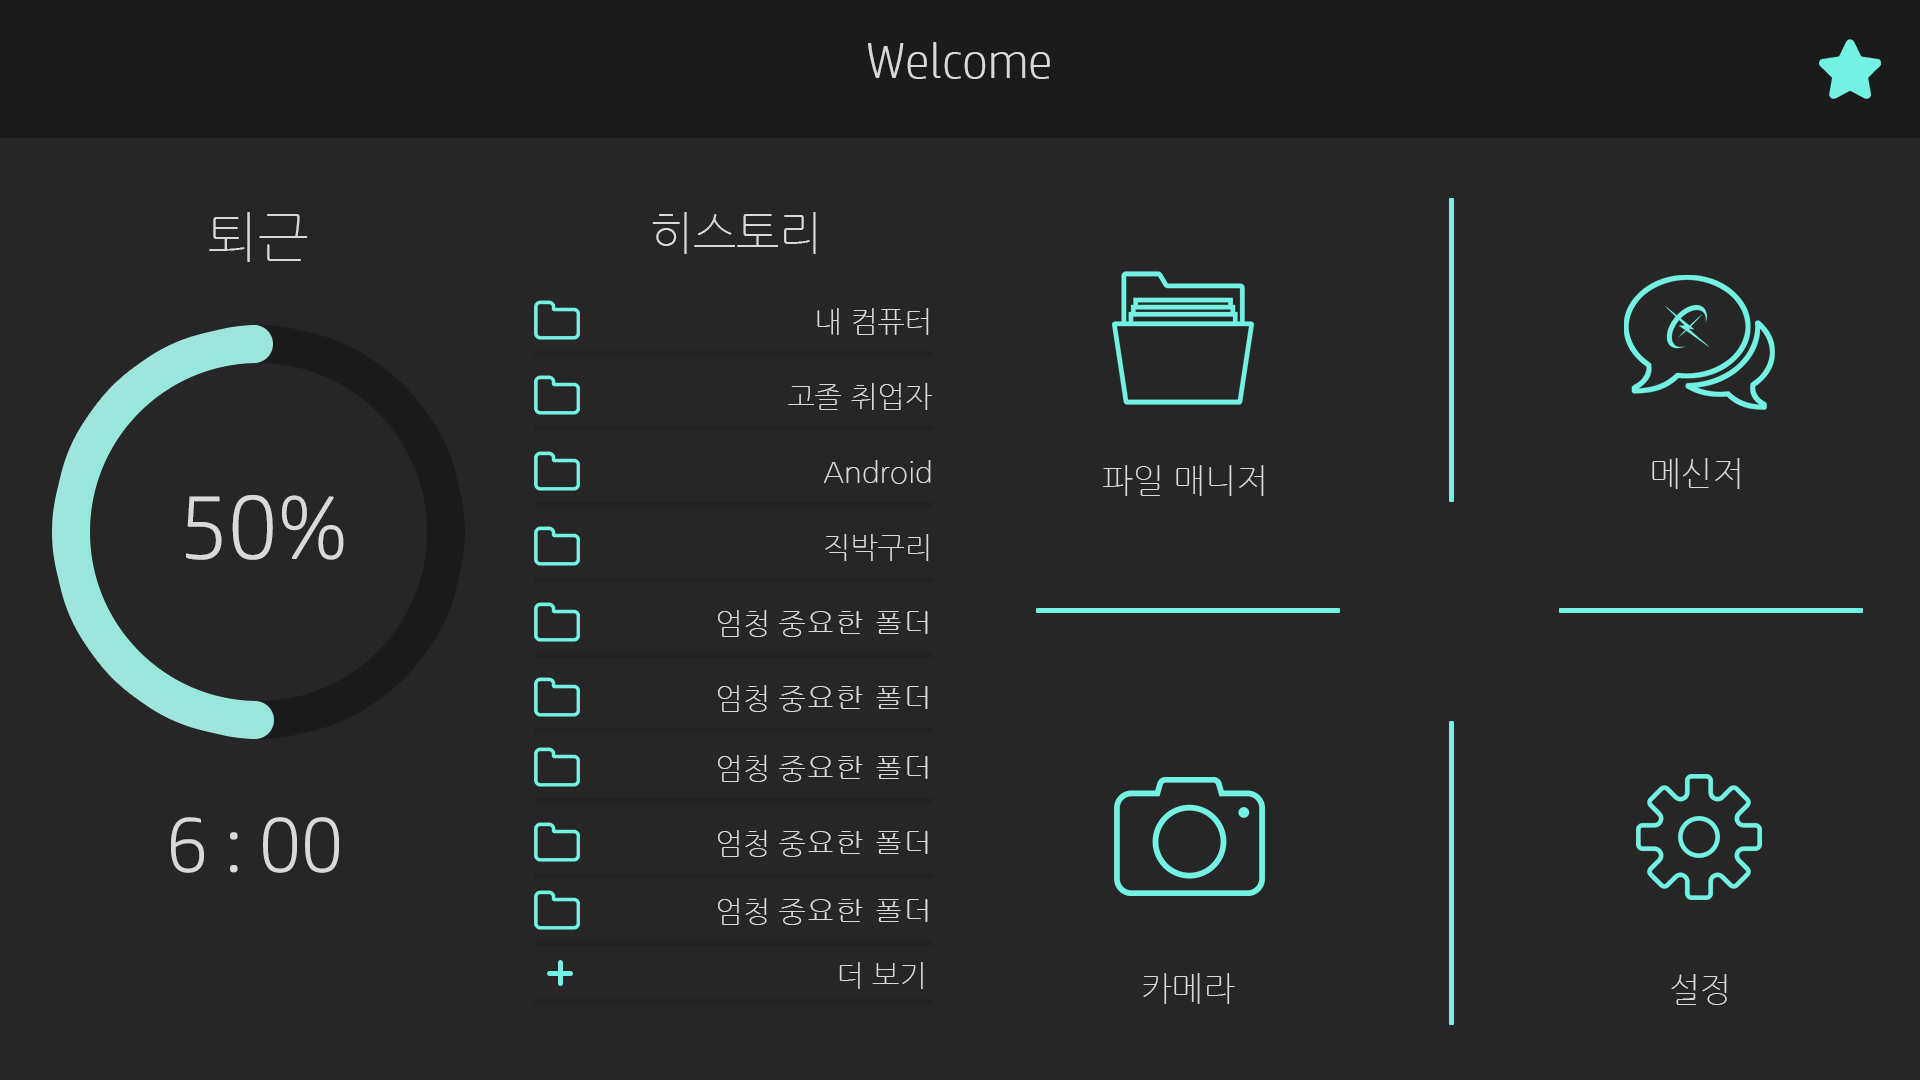 Welcome
퇴근
50%
6 : 00
히스토리
내 컴퓨터
고졸 취업자
Android
직박구리
엄청 중요한 폴더
엄청 중요한 폴더
엄청 중요한 폴더
엄청 중요한 폴더
엄청 중요한 폴더
더 보기
파일 매니저
메신저
카메라
설정